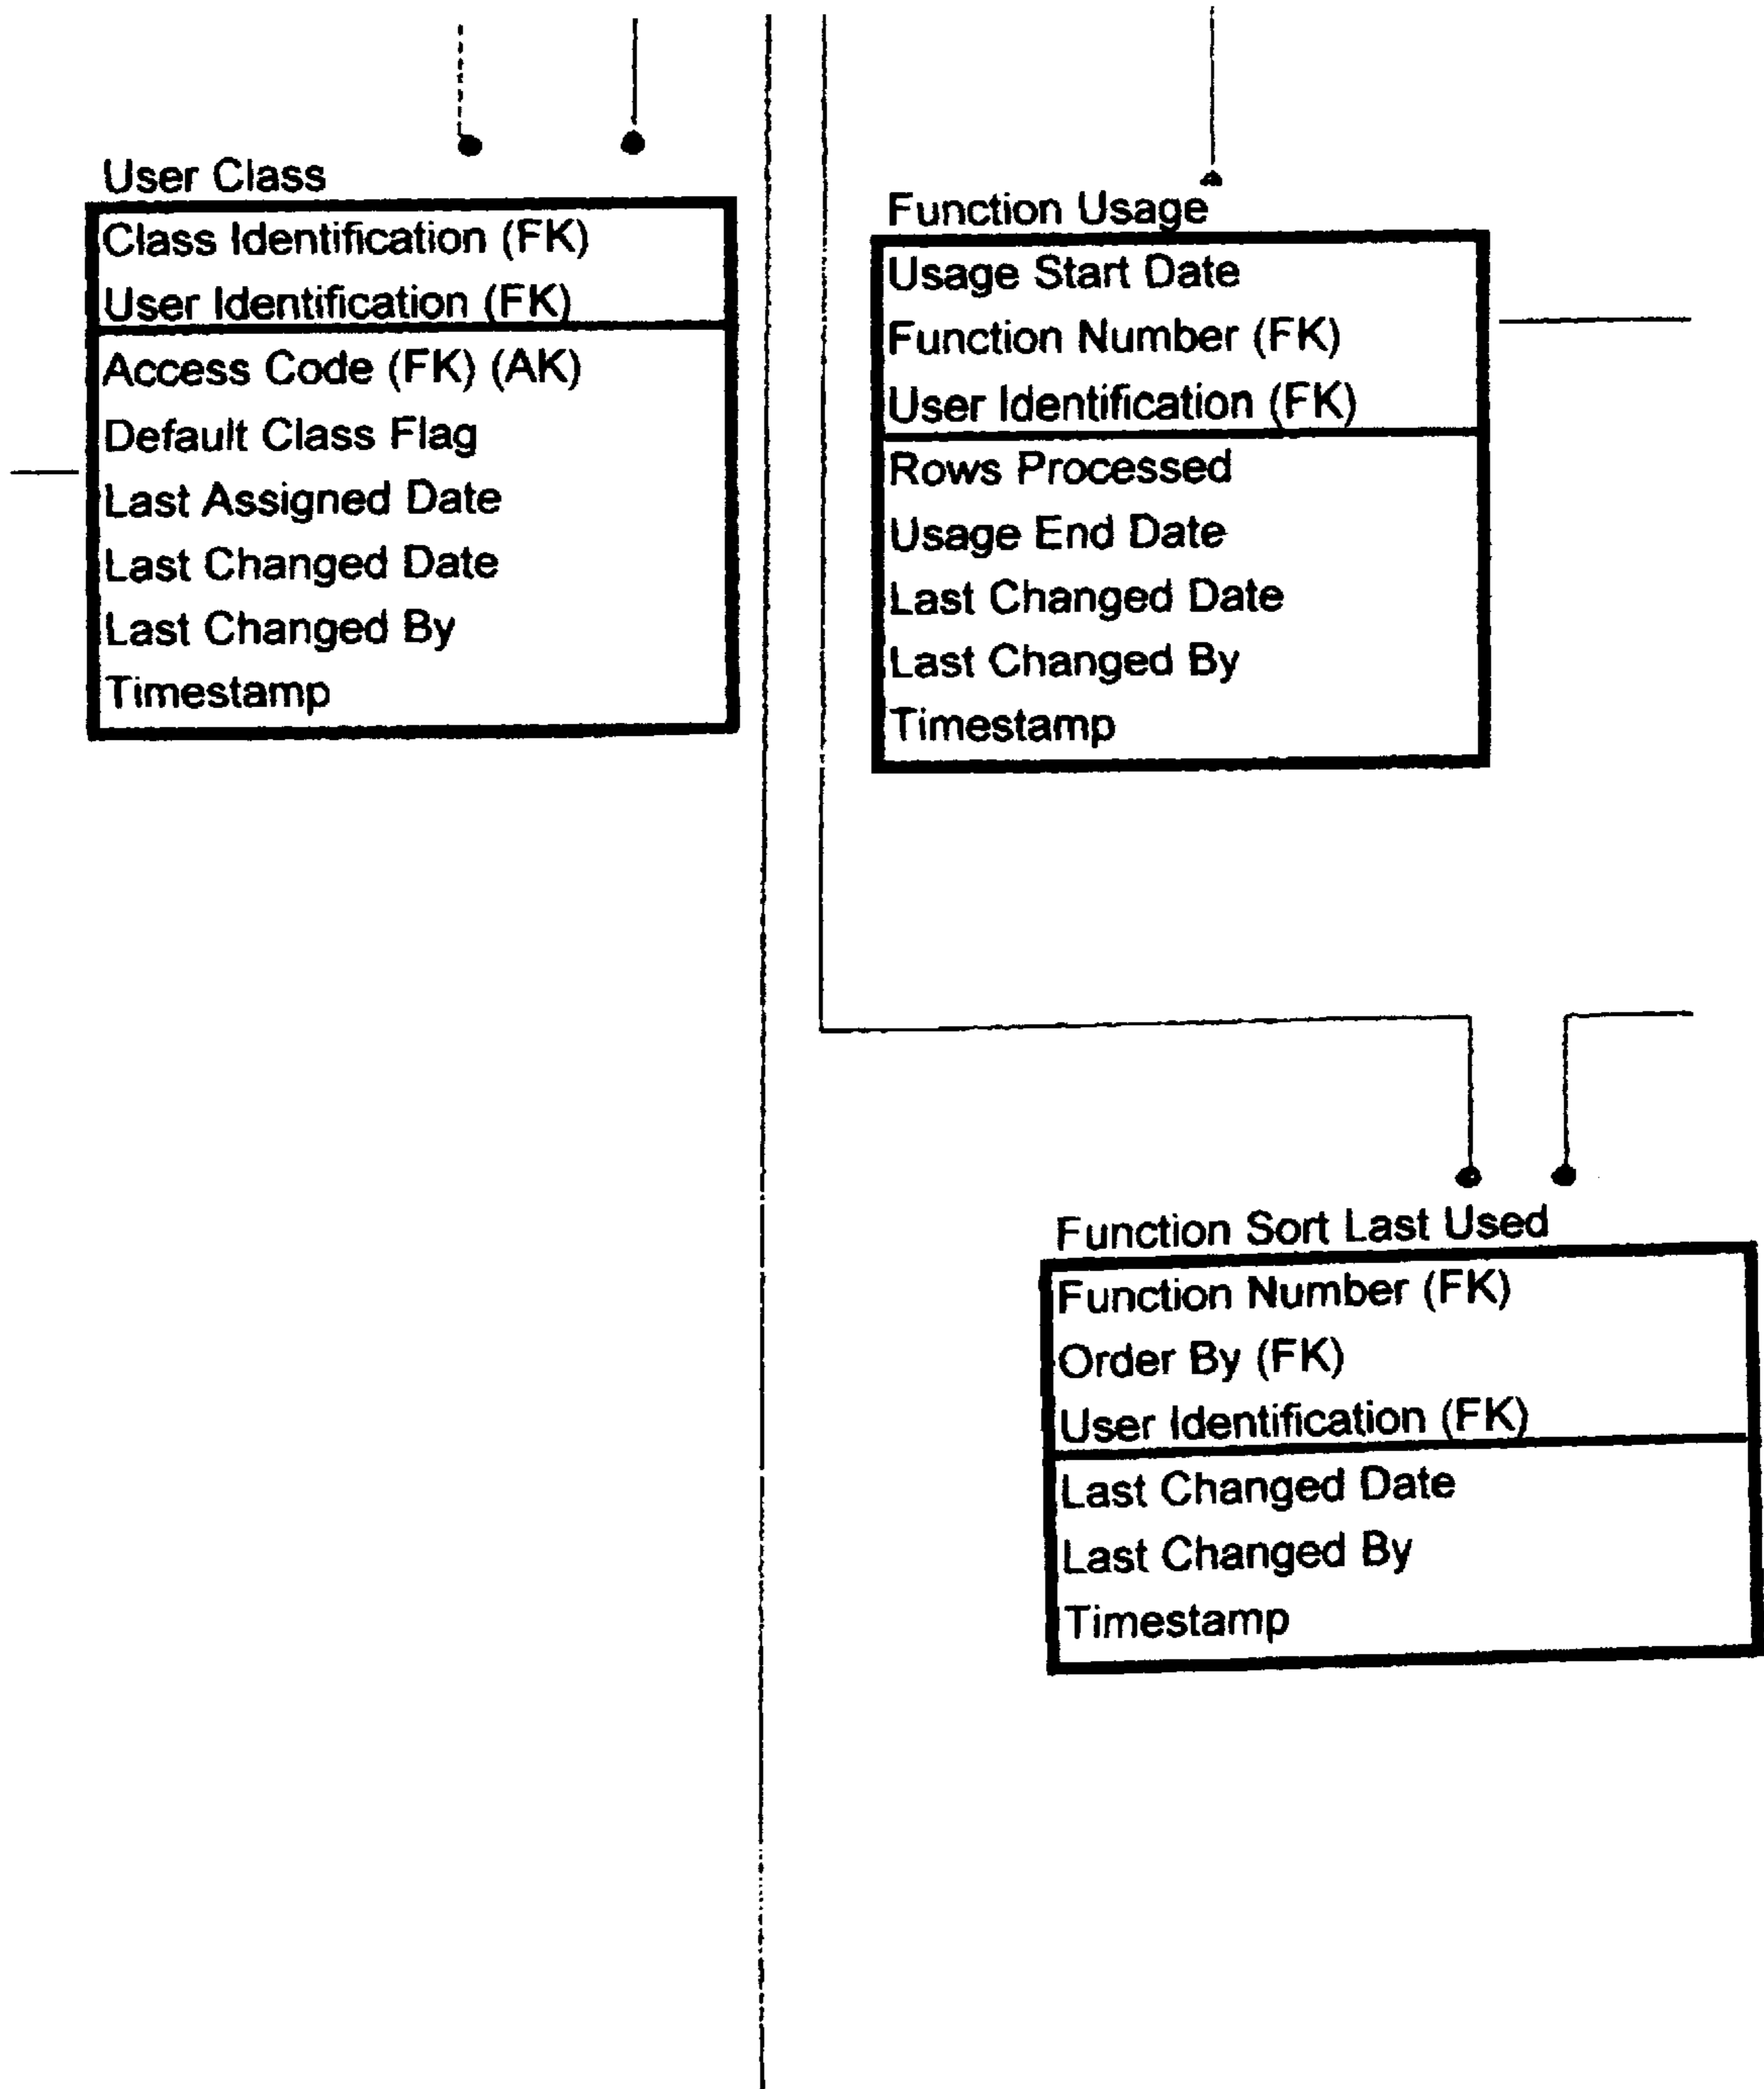 User Class
Class Identification (FK)
User Identification (FK)
Access Code (FK) (AK)
Default Class Flag
Last Assigned Date
Last Changed Date
Last Changed By
Timestamp
Function Usage
Usage Start Date
Function Number (FK)
User Identification (FK)
Rows Processed
Usage End Date
Last Changed Date
Last Changed By
Timestamp
Function Sort Last Used
Function Number (FK)
Order By (FK)
User Identification (FK)
Last Changed Date
Last Changed By
Timestamp